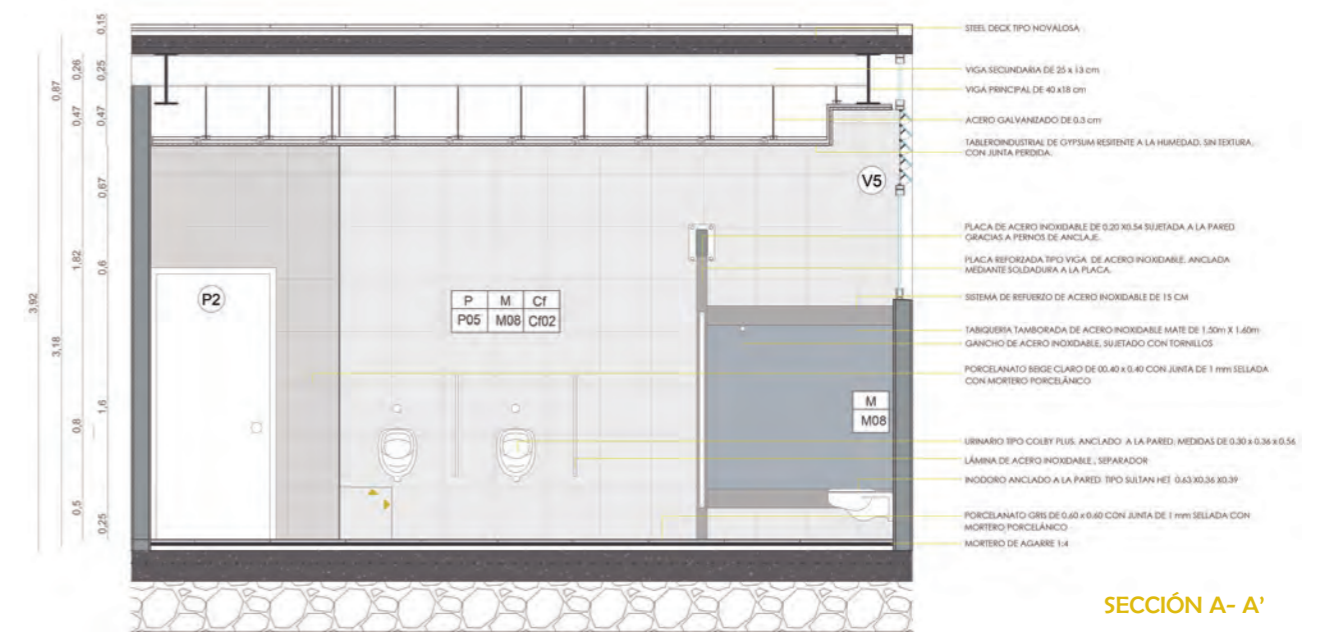 STEEL DECK TIPO NOVALOSA
VIGA SECUNDARIA DE 25 x 13 cm
VIGA PRINCIPAL DE 40 x18 cm
ACERO GALVANIZADO DE 0.3 cm
TABLEROINDUSTRIAL DE GYPSUM RESITENTE A LA HUMEDAD. SIN TEXTURA,
CON JUNTA PERDIDA.
PLACA DE ACERO INOXIDABLE DE 0.20 X0.54 SUJETADA A LA PARED
GRACIAS A PERNOS DE ANCLAJE.
PLACA REFORZADA TIPO VIGA DE ACERO INOXIDABLE. ANCLADA
MEDIANTE SOLDADURA A LA PLACA.
SISTEMA DE REFUERZO DE ACERO INOXIDABLE DE 15 CM
TABIQUERIA TAMBORADA DE ACERO INOXIDABLE MATE DE 1.50m X 1.60m
GANCHO DE ACERO INOXIDABLE, SUJETADO CON TORNILLOS
PORCELANATO BEIGE CLARO DE 00.40 x 0.40 CON JUNTA DE 1 mm SELLADA
CON MORTERO PORCELÁNICO
URINARIO TIPO COLBY PLUS. ANCLADO A LA PARED. MEDIDAS DE 0.30 x 0.36 x 0.56
LÁMINA DE ACERO INOXIDABLE , SEPARADOR
INODORO ANCLADO A LA PARED TIPO SULTAN HET 0.63 X0.36 X0.39
PORCELANATO GRIS DE 0.60 x 0.60 CON JUNTA DE 1 mm SELLADA CON
MORTERO PORCELÁNICO
MORTERO DE AGARRE 1:4
0,15
0,26
0,25
0,87
0,47
0,47
0,67
1,82
0,6
3,92
3,18
1,6
0,8
0,5
0,25
V5
P2
P M Cf
P05 M08 Cf02
M
M08
SECCIÓN A- A'